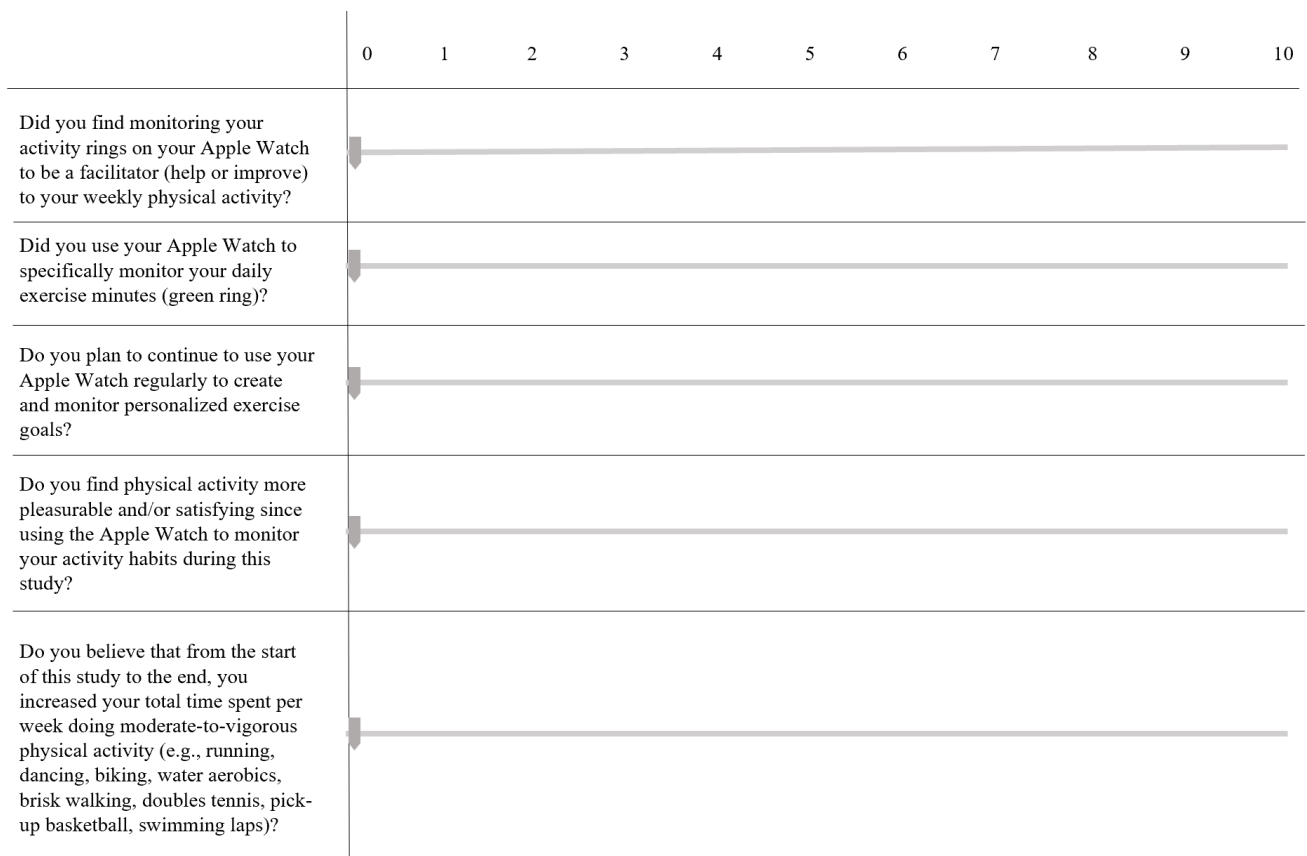 0 1 2 3 4 5 6 7 8 9 10
Did you find monitoring your
activity rings on your Apple Watch
to be a facilitator (help or improve)
to your weekly physical activity?
Did you use your Apple Watch to
specifically monitor your daily
exercise minutes (green ring)?
Do you plan to continue to use your
Apple Watch regularly to create
and monitor personalized exercise
goals?
Do you find physical activity more
pleasurable and/or satisfying since
using the Apple Watch to monitor
your activity habits during this
study?
Do you believe that from the start
of this study to the end, you
increased your total time spent per
week doing moderate-to-vigorous
physical activity (e.g., running,
dancing, biking, water aerobics,
brisk walking, doubles tennis, pick-
up basketball, swimming laps)?